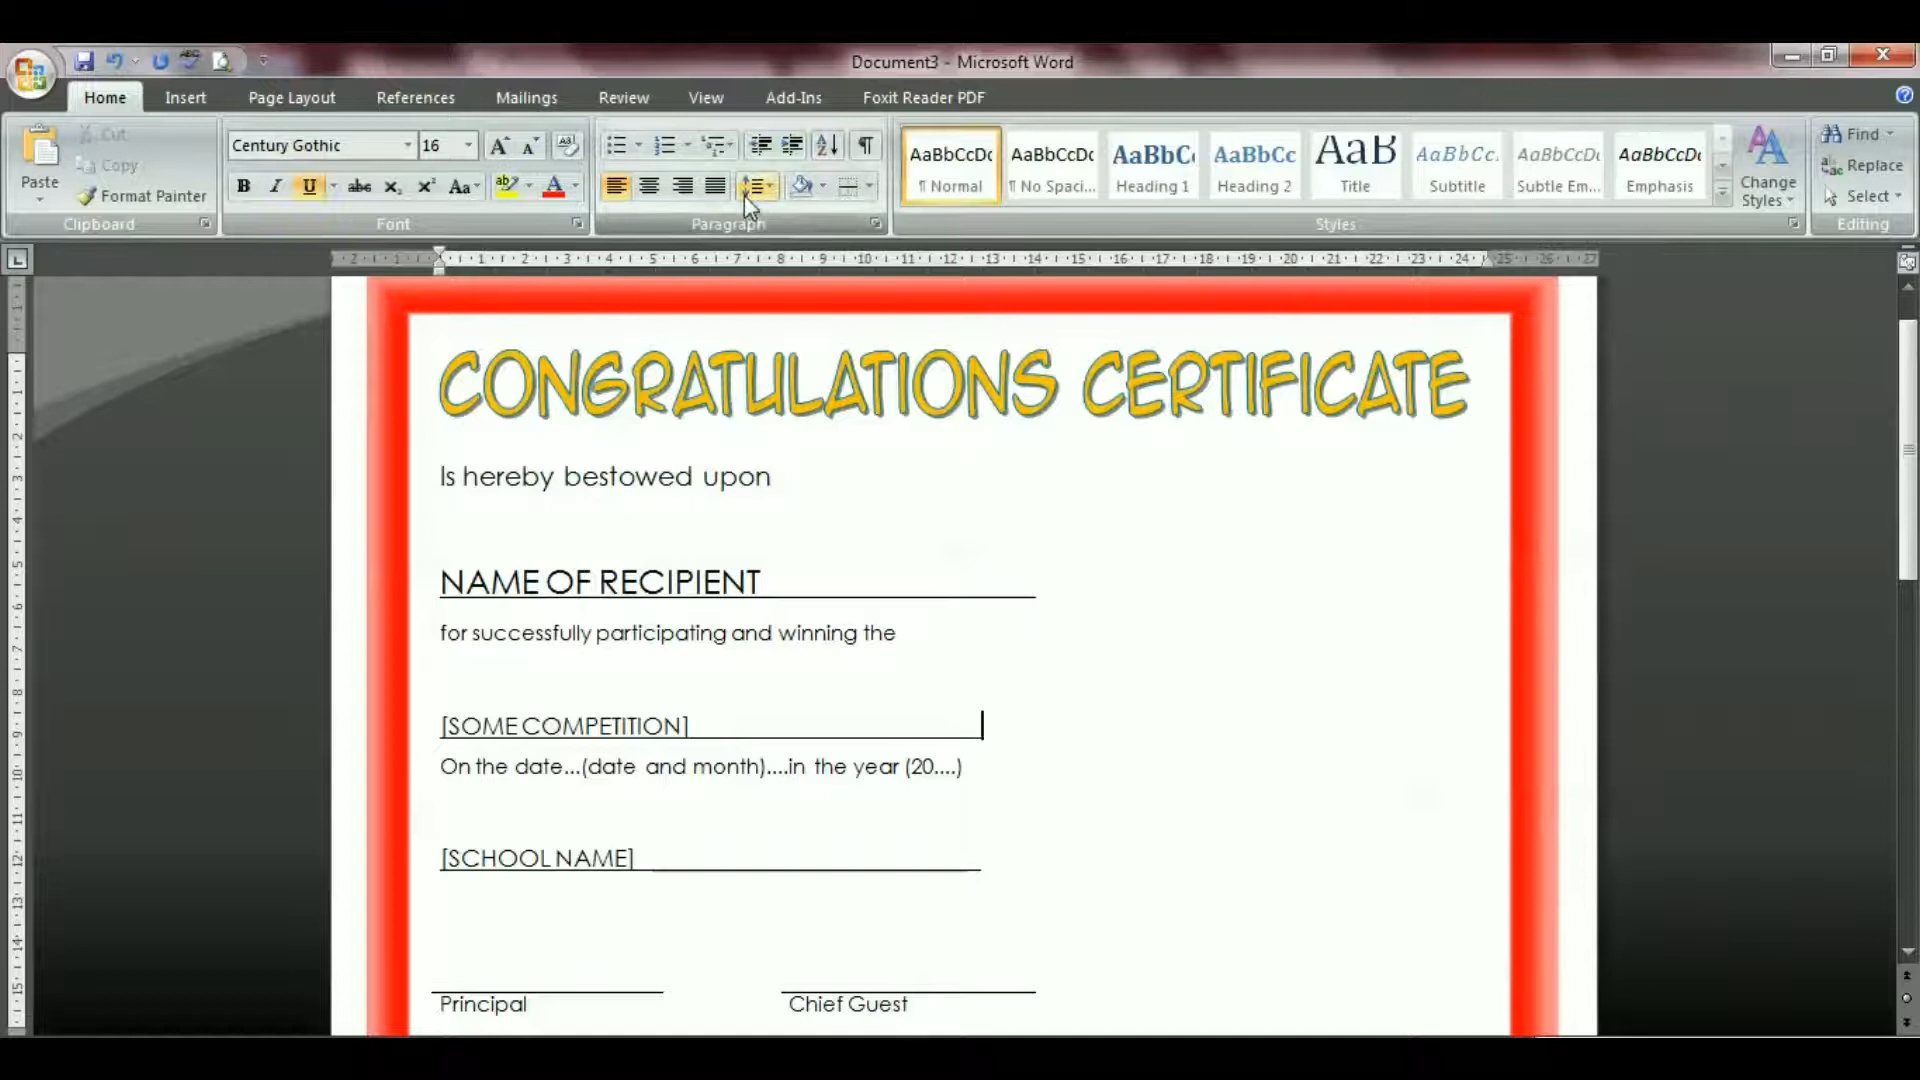 Document3 - Microsoft Word
Home Insert Page Layout References Mailings Review View Add-Ins Foxit Reader PDF
Paste
Cut
Copy
Format Painter
Clipboard
Century Gothic 16
Font
Paragraph
AaBbCcDc AaBbCcDc AaBbC AaBbCc AaB AaBbCc. AaBbCcDc AaBbCcDc
¶ Normal ¶ No Spaci... Heading 1 Heading 2 Title Subtitle Subtle Em... Emphasis
Change Styles
Styles
Find
Replace
Select
Editing
CONGRATULATIONS CERTIFICATE
Is hereby bestowed upon
NAME OF RECIPIENT
for successfully participating and winning the
[SOME COMPETITION]
On the date...(date and month)....in the year (20....)
[SCHOOL NAME]
Principal Chief Guest